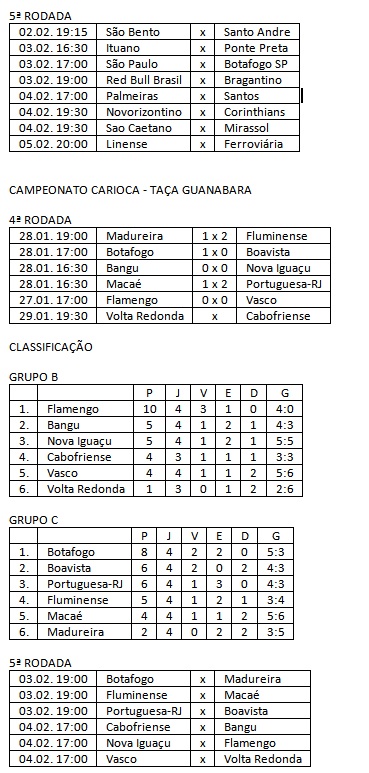 5ª RODADA
02.02. 19:15 São Bento x Santo Andre
03.02. 16:30 Ituano x Ponte Preta
03.02. 17:00 São Paulo x Botafogo SP
03.02. 19:00 Red Bull Brasil x Bragantino
04.02. 17:00 Palmeiras x Santos
04.02. 19:30 Novorizontino x Corinthians
04.02. 19:30 Sao Caetano x Mirassol
05.02. 20:00 Linense x Ferroviária
CAMPEONATO CARIOCA - TAÇA GUANABARA
4ª RODADA
28.01. 19:00 Madureira 1 x 2 Fluminense
28.01. 17:00 Botafogo 1 x 0 Boavista
28.01. 16:30 Bangu 0 x 0 Nova Iguaçu
28.01. 16:30 Macaé 1 x 2 Portuguesa-RJ
27.01. 17:00 Flamengo 0 x 0 Vasco
29.01. 19:30 Volta Redonda x Cabofriense
CLASSIFICAÇÃO
GRUPO B
P J V E D G
1. Flamengo 10 4 3 1 0 4:0
2. Bangu 5 4 1 2 1 4:3
3. Nova Iguaçu 5 4 1 2 1 5:5
4. Cabofriense 4 3 1 1 1 3:3
5. Vasco 4 4 1 1 2 5:6
6. Volta Redonda 1 3 0 1 2 2:6
GRUPO C
P J V E D G
1. Botafogo 8 4 2 2 0 5:3
2. Boavista 6 4 2 0 2 4:3
3. Portuguesa-RJ 6 4 1 3 0 4:3
4. Fluminense 5 4 1 2 1 3:4
5. Macaé 4 4 1 1 2 5:6
6. Madureira 2 4 0 2 2 3:5
5ª RODADA
03.02. 19:00 Botafogo x Madureira
03.02. 19:00 Fluminense x Macaé
03.02. 19:00 Portuguesa-RJ x Boavista
04.02. 17:00 Cabofriense x Bangu
04.02. 17:00 Nova Iguaçu x Flamengo
04.02. 17:00 Vasco x Volta Redonda